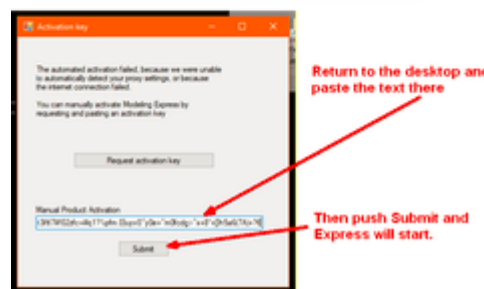 Activation key
The automated activation failed, because we were unable
to automatically detect your proxy settings, or because
the internet connection failed.
You can manually activate Modeling Express by
requesting and pasting an activation key
Request activation key
Return to the desktop and
paste the text there
Manual Product Activation
Submit
Then push Submit and
Express will start.